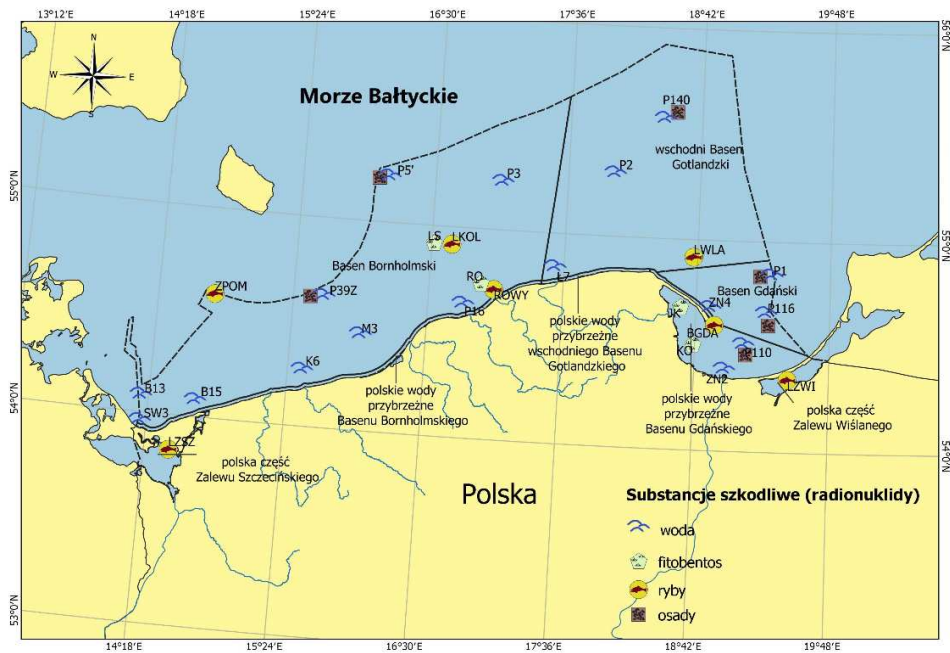 13°12'E 14°18'E 15°24'E 16°30'E 17°36'E 18°42'E 19°48'E
56°0'N
N
W E
S
Morze Bałtyckie
P140
wschodni Basen
Gotlandzki
55°0'N
P5'
P3
P2
LS LKOL
LWLA
55°0'N
Basen Bornholmski
RO
L7
P1
ZPOM
P39Z
ROWY
Basen Gdański
P16
JK
ZN4
P116
M3
BGDA
KO
P110
polskie wody
przybrzeżne
wschodniego Basenu
Gotlandzkiego
K6
ZN2
LZWI
54°0'N
B13
B15
SW3
polskie wody
przybrzeżne
Basenu Bornholmskiego
polskie wody
przybrzeżne
Basenu Gdańskiego
polska część
Zalewu Wiślanego
LZSZ
polska część
Zalewu Szczecińskiego
54°0'N
Polska
Substancje szkodliwe (radionuklidy)
woda
fitobentos
ryby
osady
53°0'N
14°18'E 15°24'E 16°30'E 17°36'E 18°42'E 19°48'E